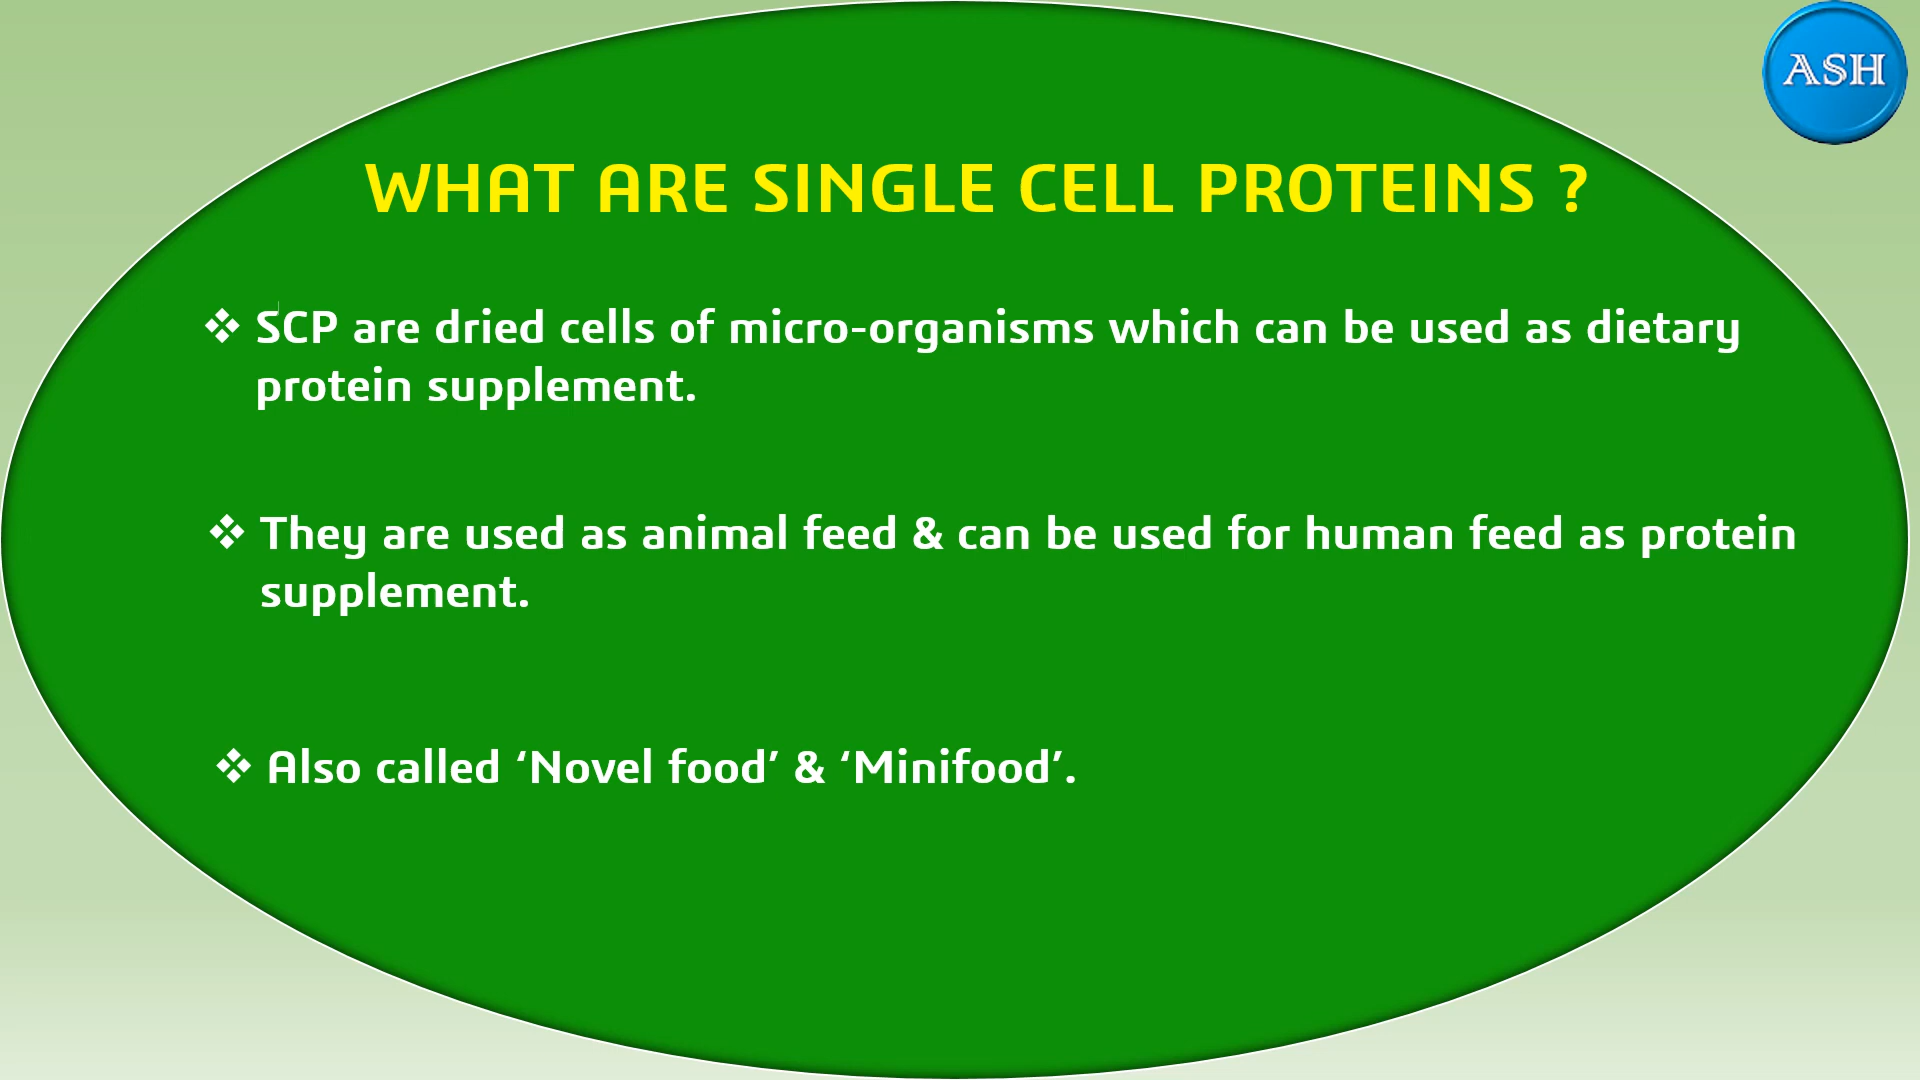 ASH
WHAT ARE SINGLE CELL PROTEINS ?
❖ SCP are dried cells of micro-organisms which can be used as dietary
protein supplement.
❖ They are used as animal feed & can be used for human feed as protein
supplement.
❖ Also called ‘Novel food’ & ‘Minifood’.